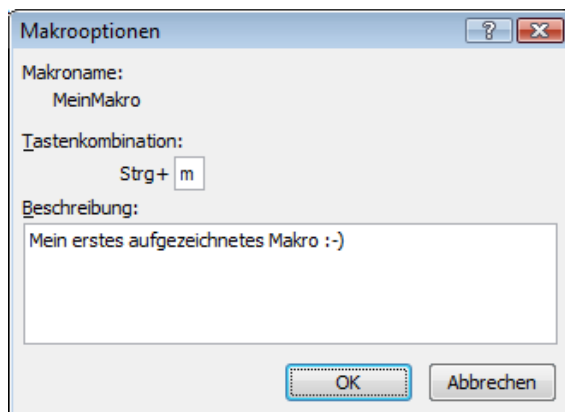 Makrooptionen
Makroname:
MeinMakro
Tastenkombination:
Strg+ m
Beschreibung:
Mein erstes aufgezeichnetes Makro :-)
OK Abbrechen